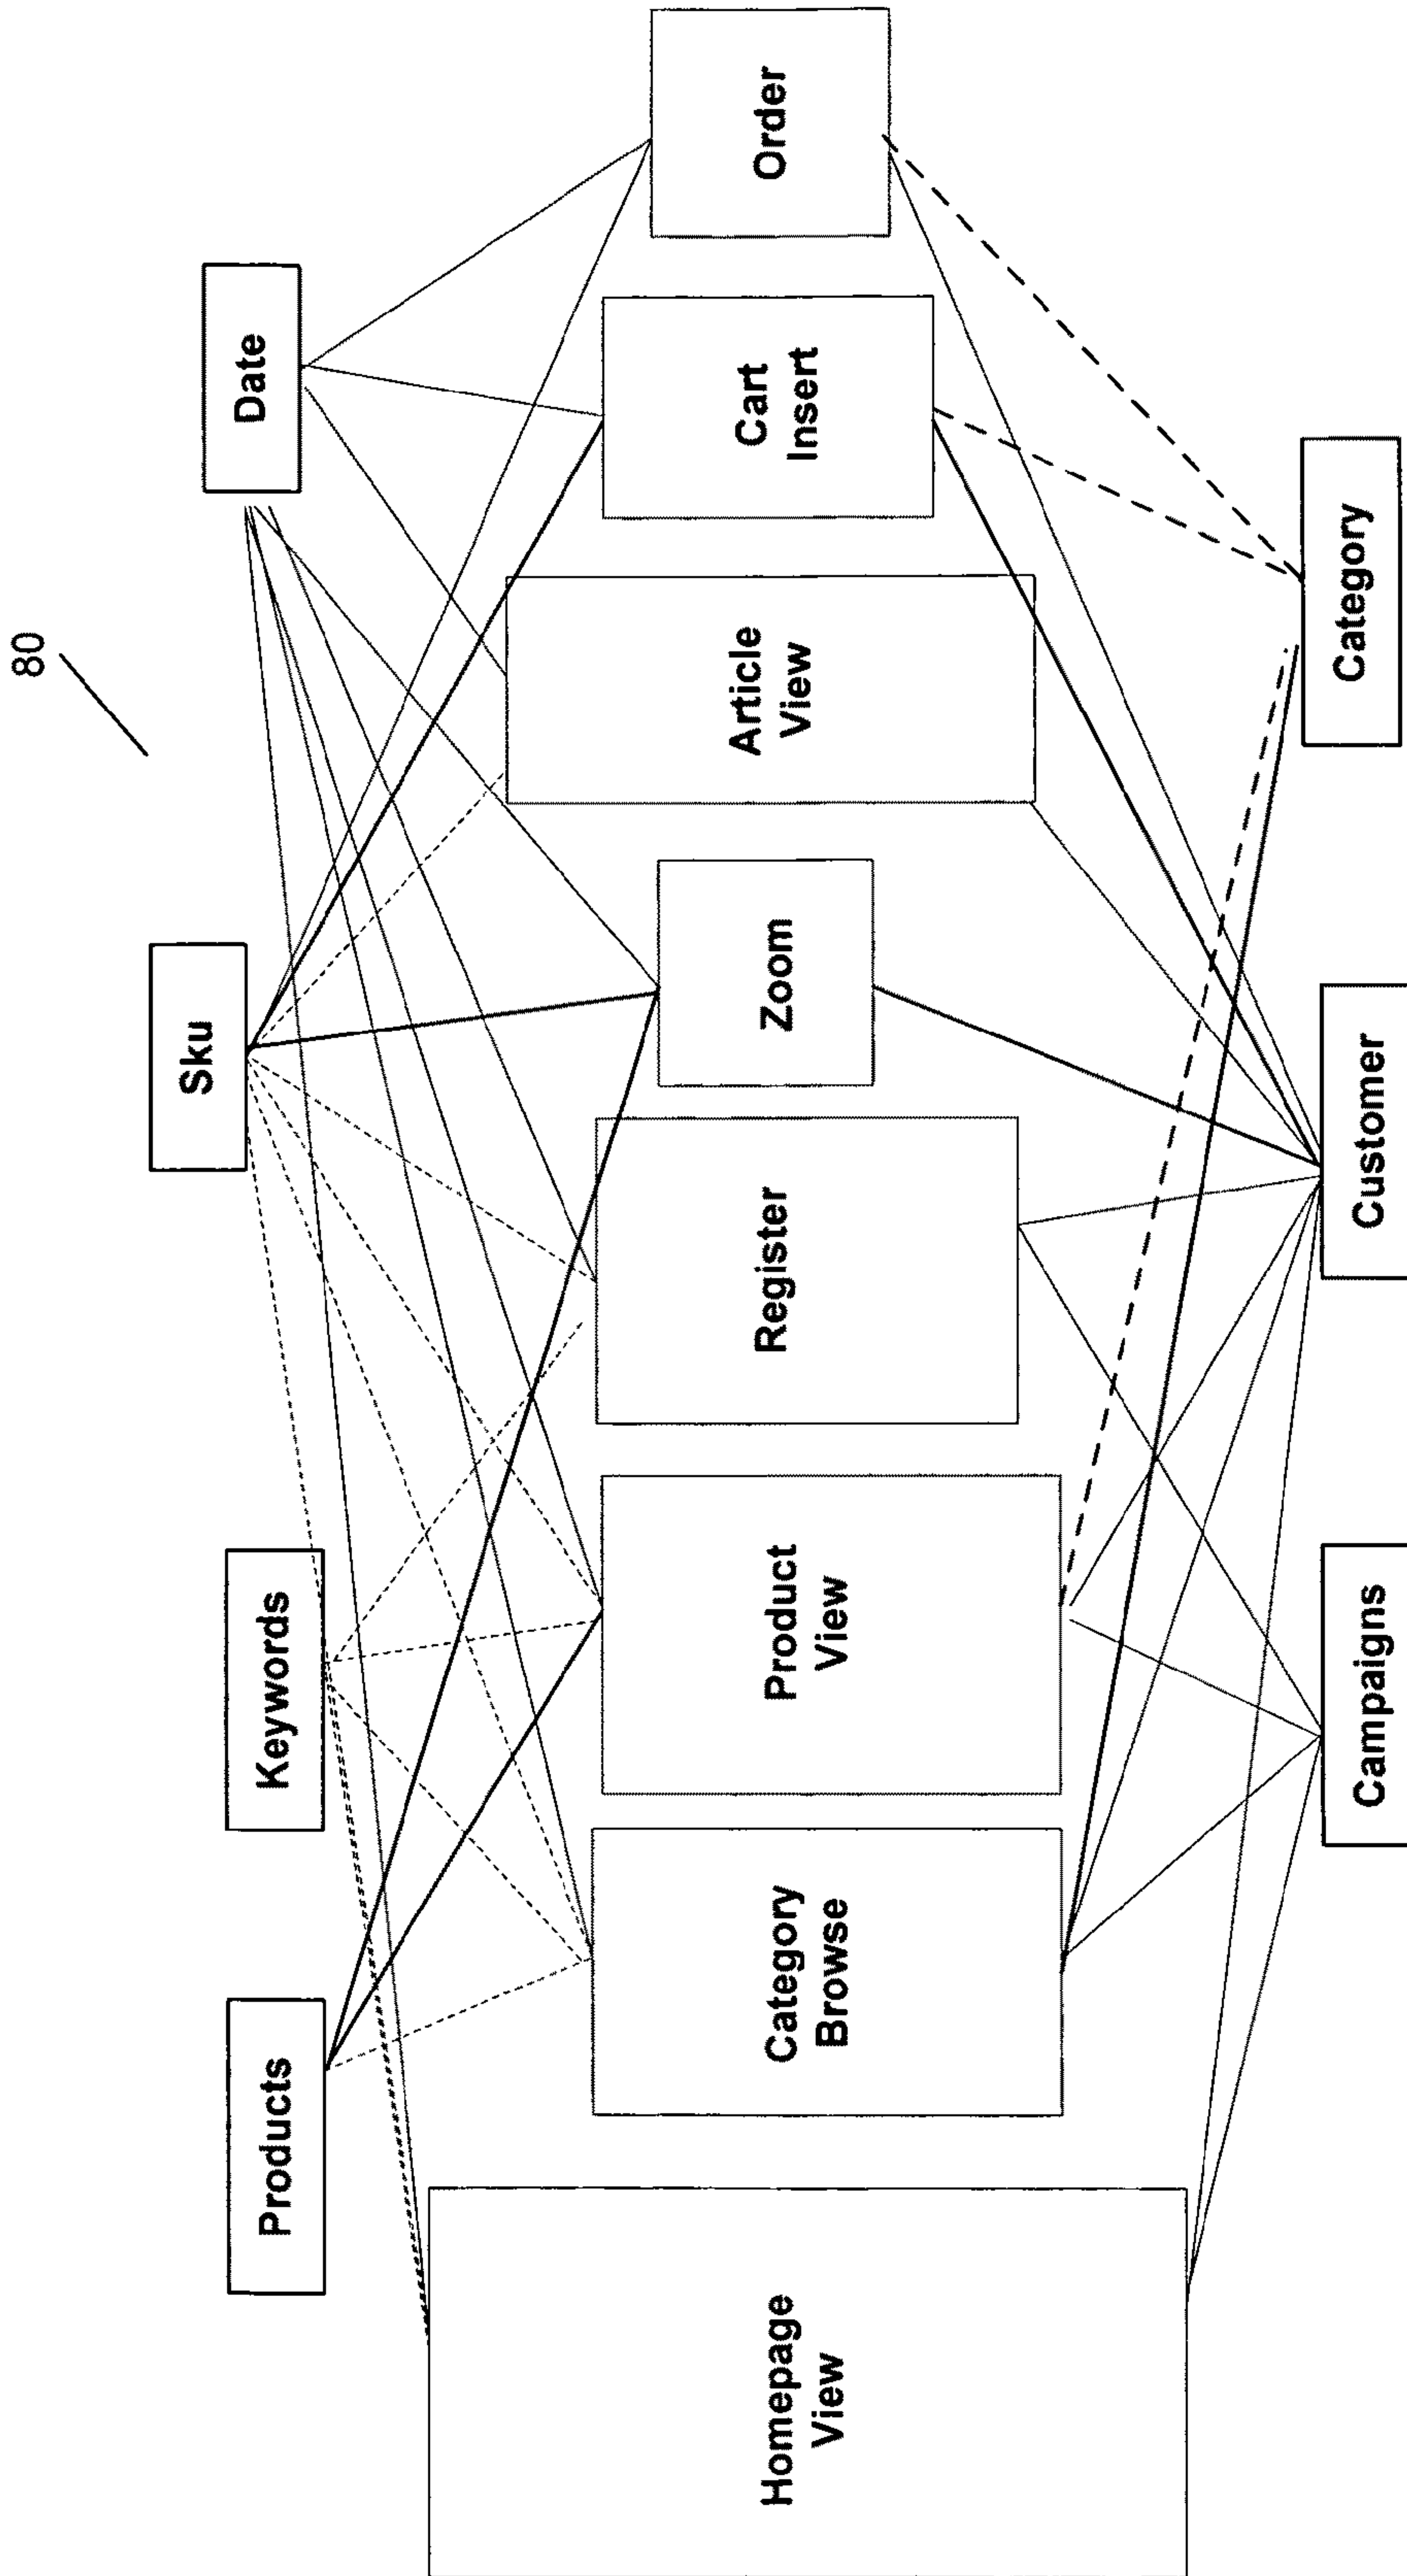 80
Products
Keywords
Sku
Date
Homepage
View
Category
Browse
Product
View
Register
Zoom
Article
View
Cart
Insert
Order
Campaigns
Customer
Category